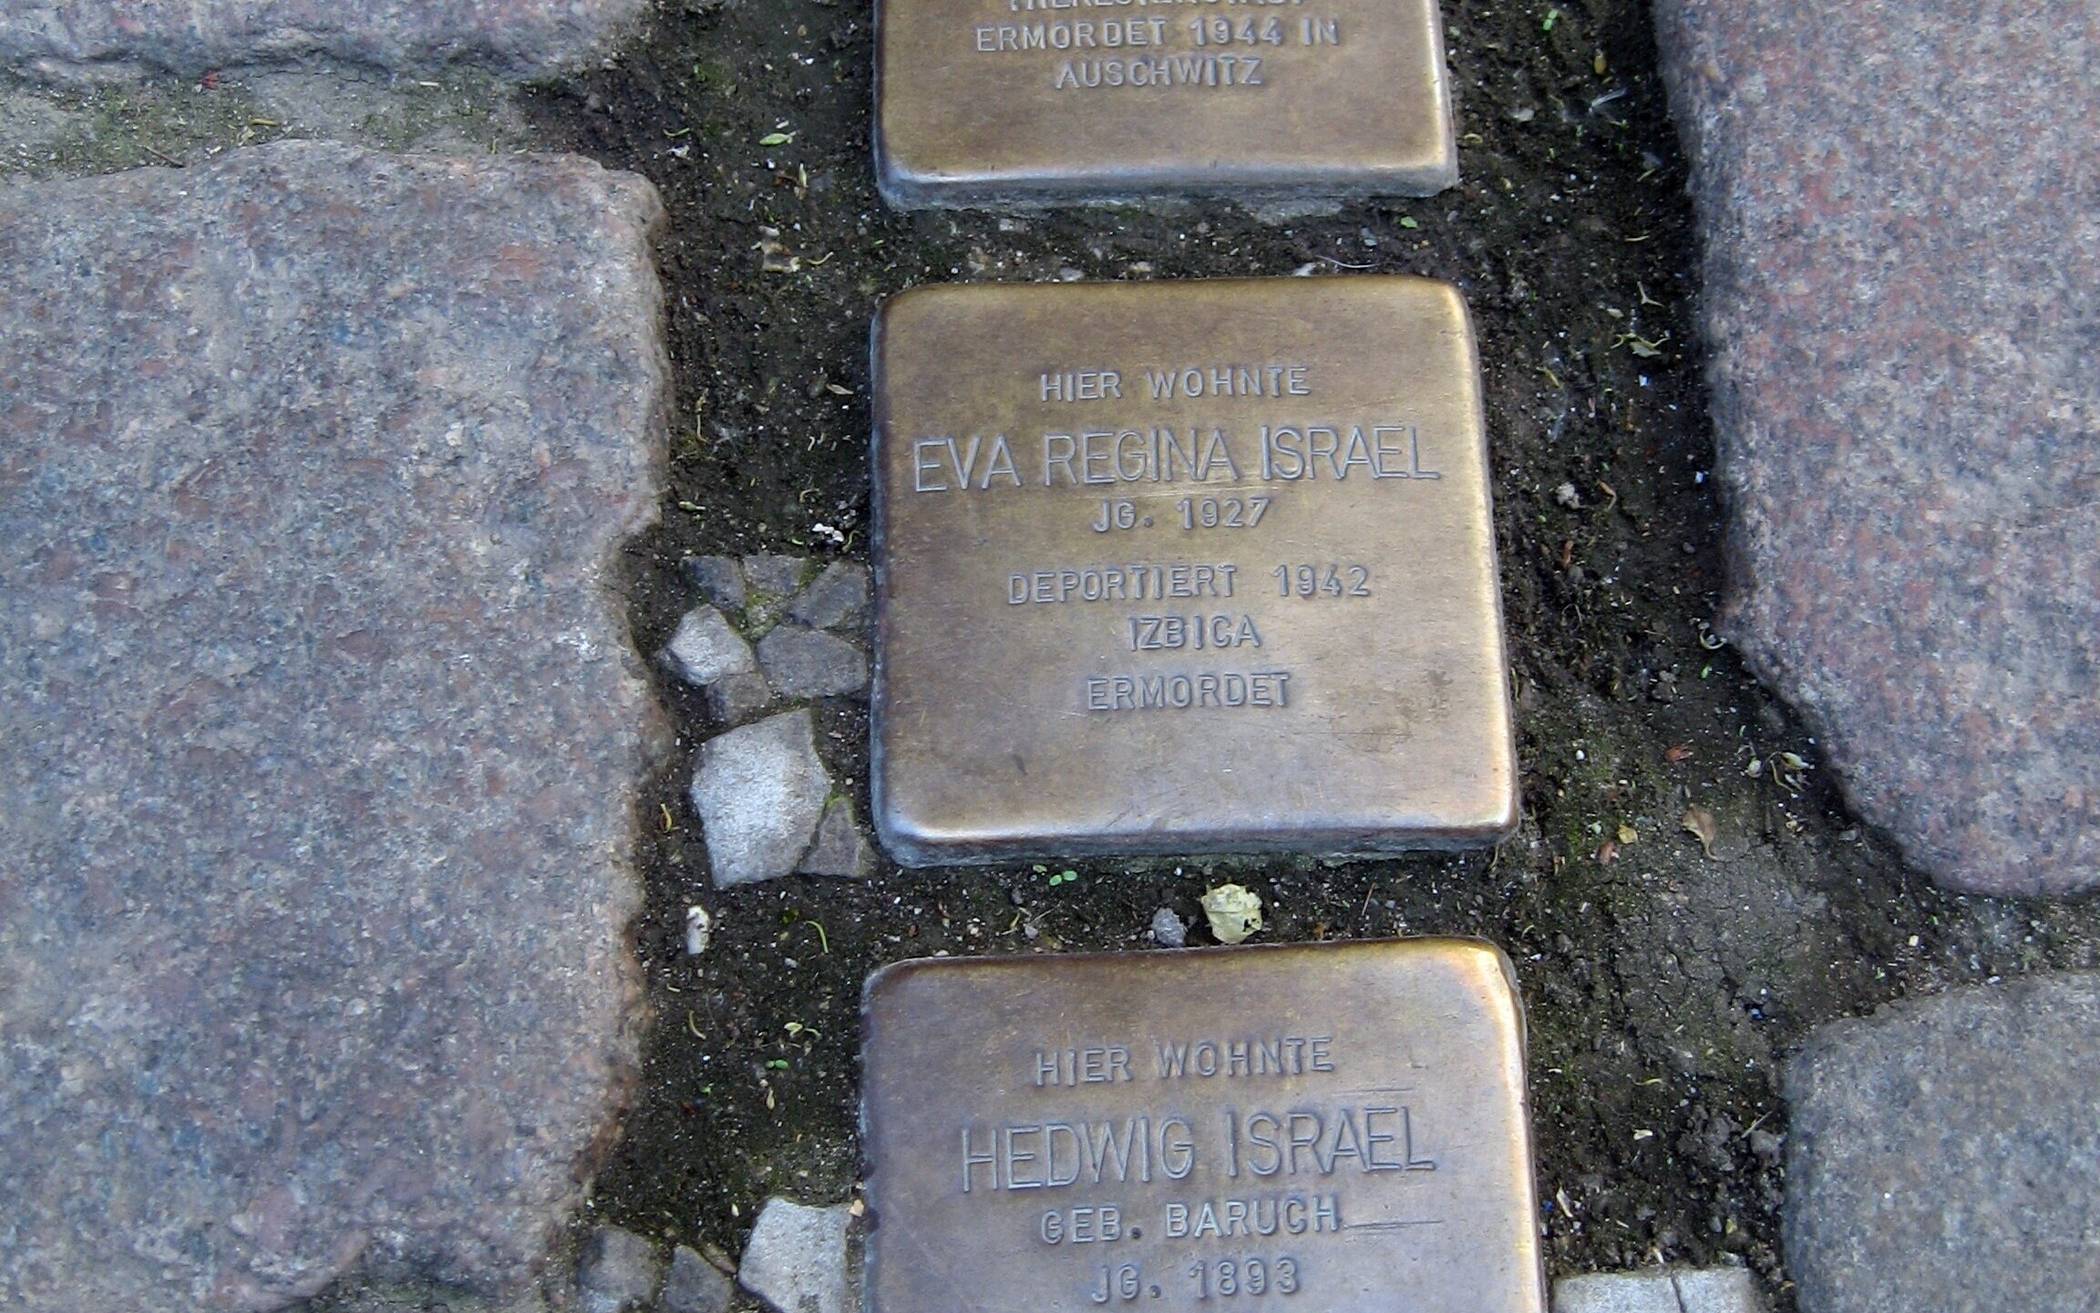 THERESIENSTADT
ERMORDET 1944 IN
AUSCHWITZ
HIER WOHNTE
EVA REGINA ISRAEL
JG. 1927
DEPORTIERT 1942
IZBICA
ERMORDET
HIER WOHNTE
HEDWIG ISRAEL
GEB. BARUCH
JG. 1893